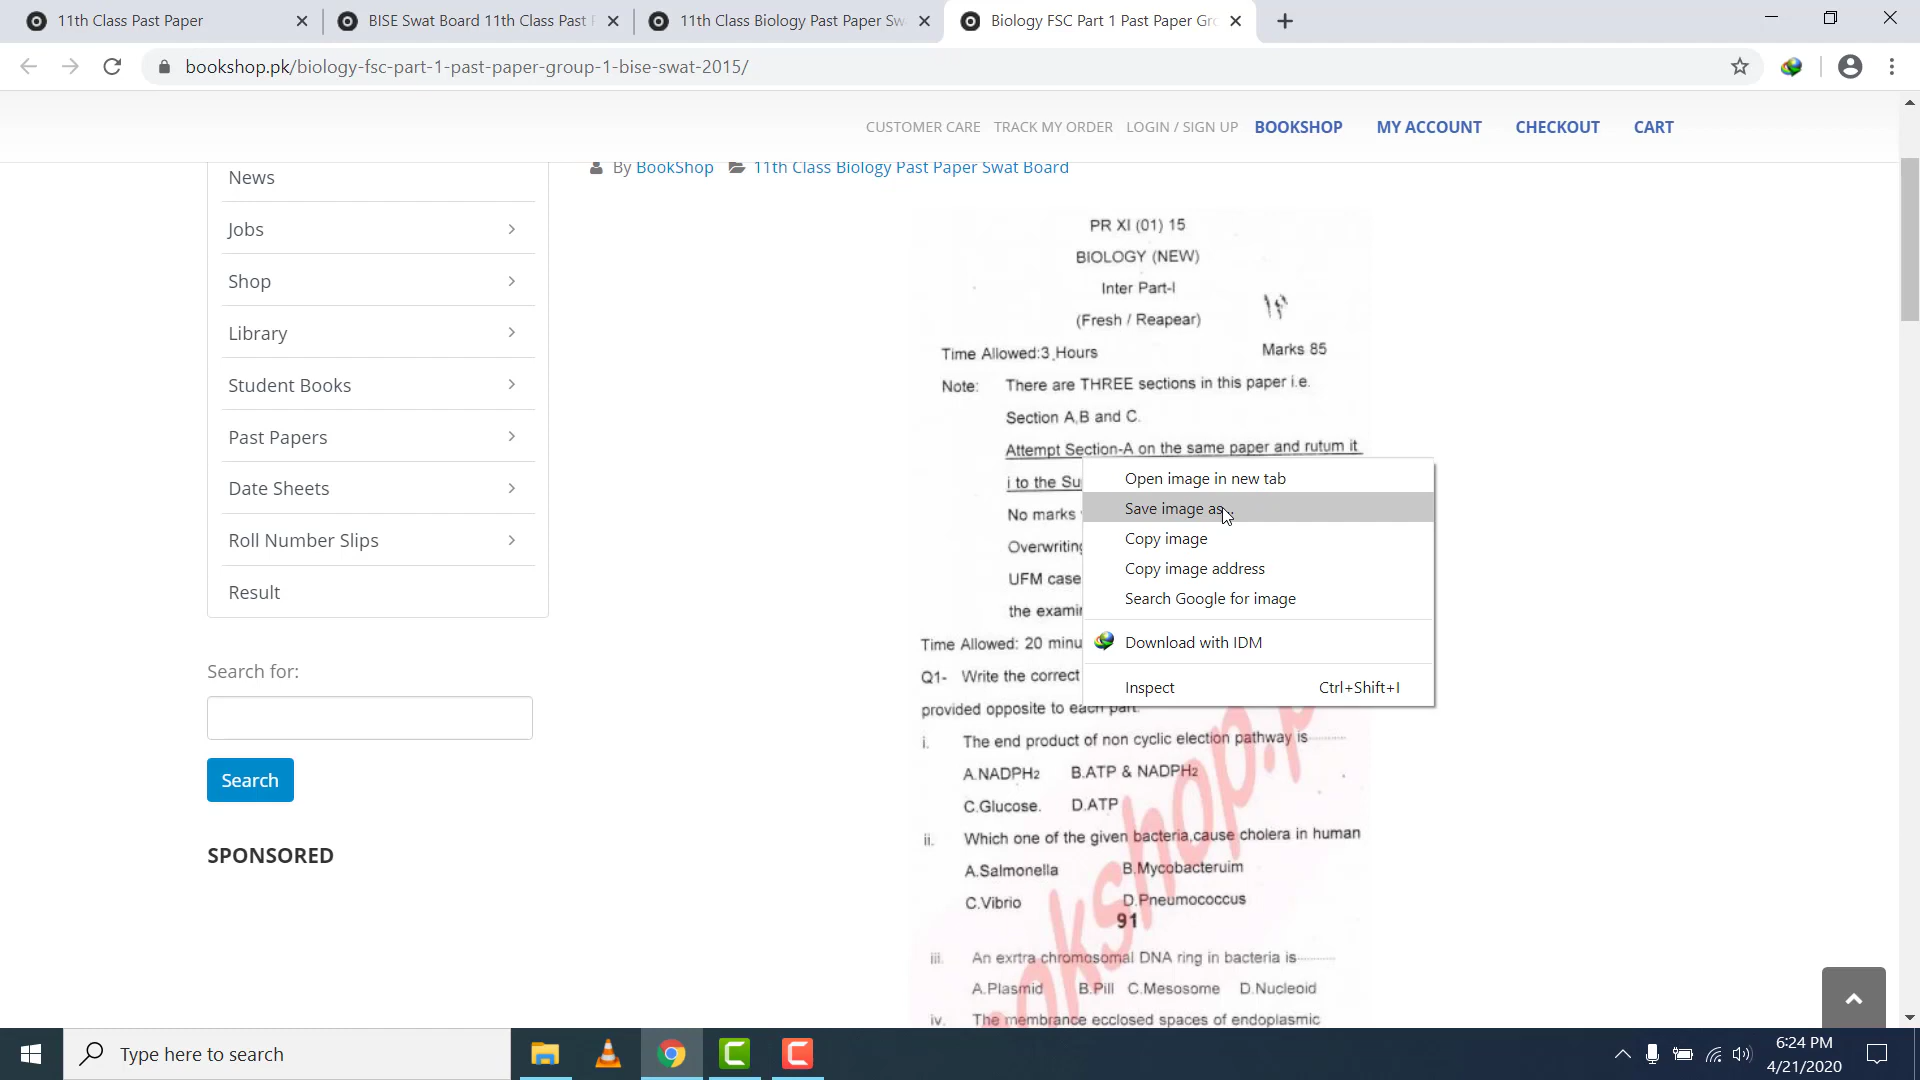 11th Class Past Paper
BISE Swat Board 11th Class Past
11th Class Biology Past Paper Sw
Biology FSC Part 1 Past Paper Gr
bookshop.pk/biology-fsc-part-1-past-paper-group-1-bise-swat-2015/
CUSTOMER CARE TRACK MY ORDER LOGIN / SIGN UP BOOKSHOP MY ACCOUNT CHECKOUT CART
By BookShop 11th Class Biology Past Paper Swat Board
News
Jobs
Shop
Library
Student Books
Past Papers
Date Sheets
Roll Number Slips
Result
Search for:
Search
SPONSORED
PR XI (01) 15
BIOLOGY (NEW)
Inter Part-I
(Fresh / Reapear)
Time Allowed:3 Hours Marks 85
Note: There are THREE sections in this paper i.e.
Section A,B and C.
Attempt Section-A on the same paper and rutum it
i to the Su
No marks
Overwriting
UFM case
the examin
Time Allowed: 20 minu
Q1- Write the correct
provided opposite to each part.
i. The end product of non cyclic election pathway is
A.NADPH2 B.ATP & NADPH2
C.Glucose. D.ATP
ii. Which one of the given bacteria,cause cholera in human
A.Salmonella B.Mycobacteruim
C.Vibrio D.Pneumococcus
91
iii. An exrtra chromosomal DNA ring in bacteria is
A.Plasmid B.Pill C.Mesosome D.Nucleoid
iv. The membrance ecclosed spaces of endoplasmic
Open image in new tab
Save image as..
Copy image
Copy image address
Search Google for image
Download with IDM
Inspect Ctrl+Shift+I
okshop.p
Type here to search
6:24 PM
4/21/2020